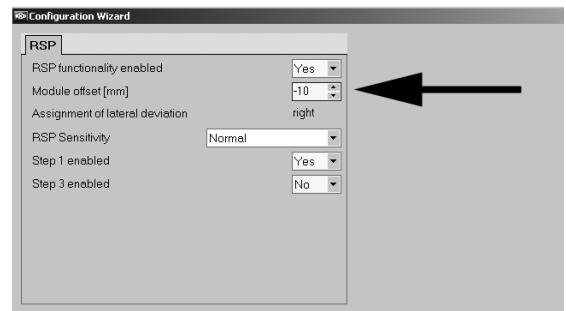 RSP Configuration Wizard
RSP
RSP functionality enabled Yes
Module offset [mm] -10
Assignment of lateral deviation right
RSP Sensitivity Normal
Step 1 enabled Yes
Step 3 enabled No